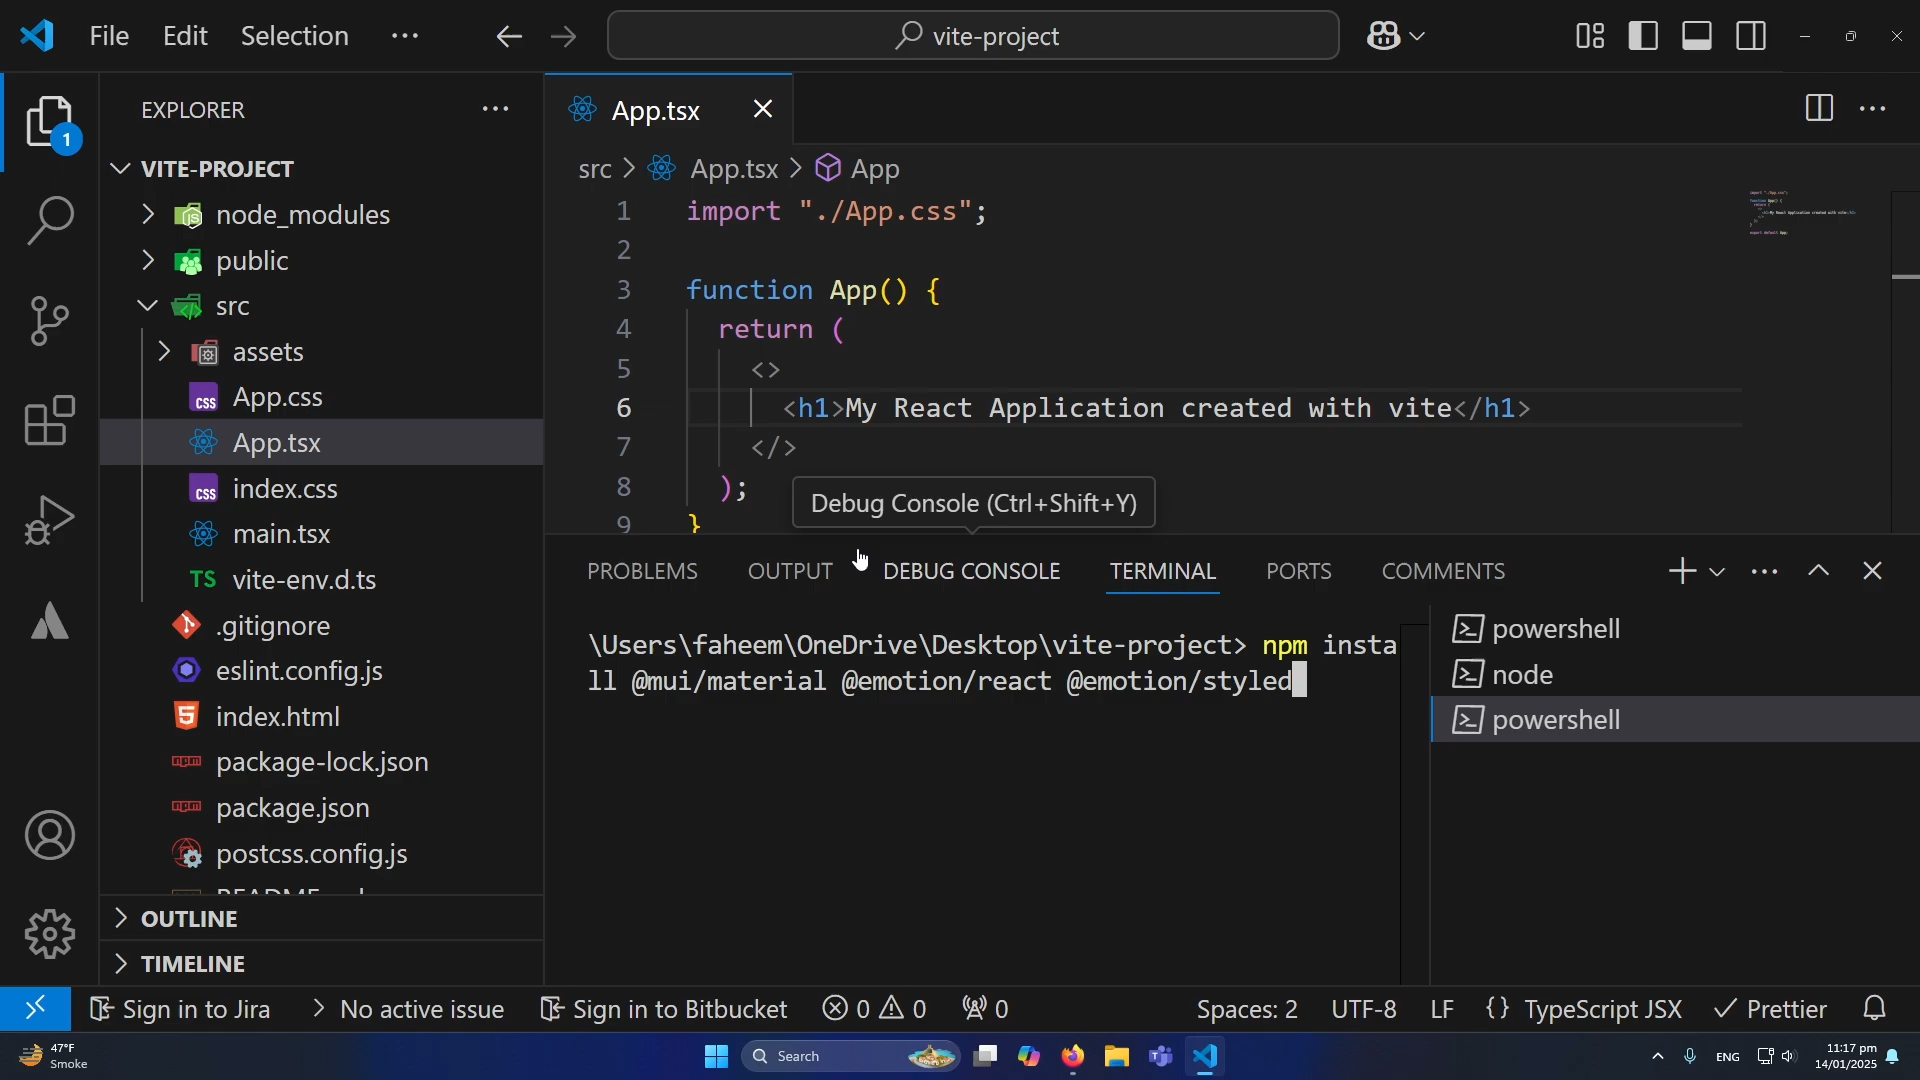 File Edit Selection ···
vite-project
EXPLORER
1
VITE-PROJECT
node_modules
public
src
assets
App.css
App.tsx
index.css
main.tsx
TS vite-env.d.ts
.gitignore
eslint.config.js
index.html
package-lock.json
package.json
postcss.config.js
OUTLINE
TIMELINE
App.tsx
src > App.tsx > App
1 import "./App.css";
2
3 function App() {
4 return (
5 <>
6 <h1>My React Application created with vite</h1>
7 </>
8 );
9 }
Debug Console (Ctrl+Shift+Y)
PROBLEMS OUTPUT DEBUG CONSOLE TERMINAL PORTS COMMENTS
\Users\faheem\OneDrive\Desktop\vite-project> npm insta
ll @mui/material @emotion/react @emotion/styled
powershell
node
powershell
Sign in to Jira > No active issue Sign in to Bitbucket 0 0 0 Spaces: 2 UTF-8 LF {} TypeScript JSX Prettier
47°F
Smoke
Search
ENG
11:17 pm
14/01/2025